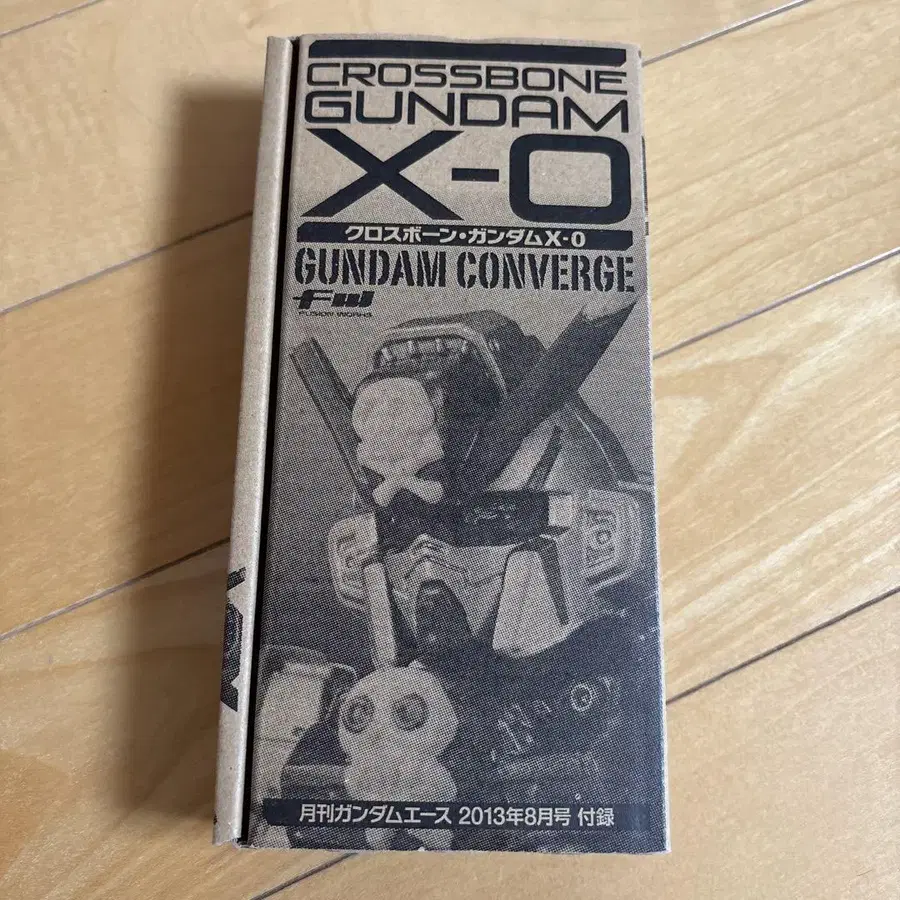 CROSSBONE
GUNDAM
X-0
クロスボーン・ガンダムX-0
GUNDAM CONVERGE
FW
FUSION WORKS
月刊ガンダムエース 2013年8月号 付録